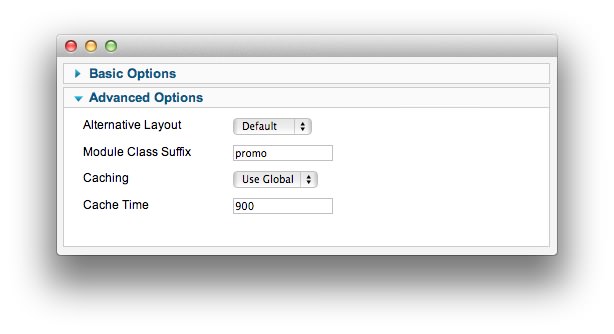 Basic Options
Advanced Options
Alternative Layout Default
Module Class Suffix promo
Caching Use Global
Cache Time 900